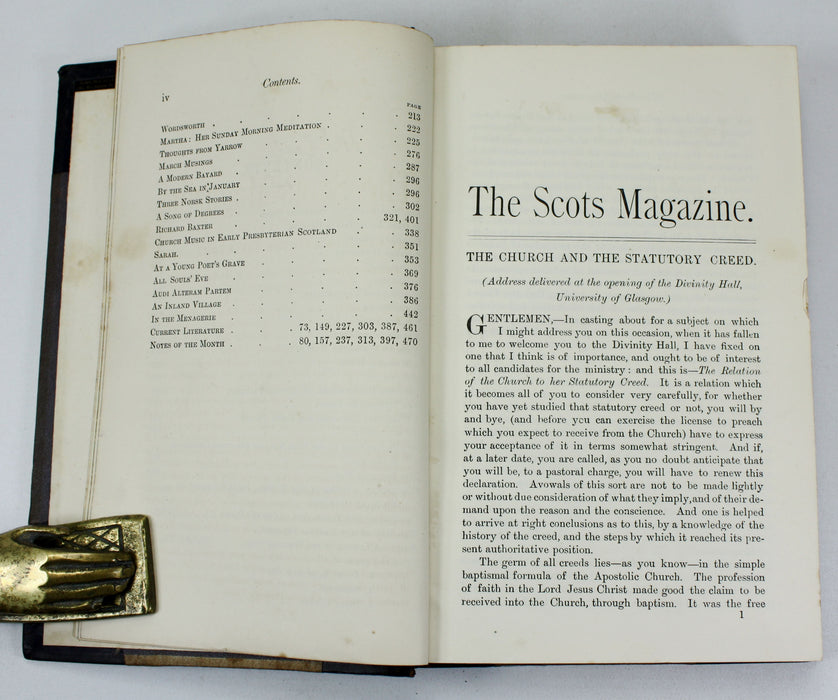 iv
Contents.
PAGE
Wordsworth . . . . . . 213
Martha: Her Sunday Morning Meditation . . . 222
Thoughts from Yarrow . . . . . 225
March Musings . . . . . 276
A Modern Bayard . . . . . 287
By the Sea in January . . . . . 296
Three Norse Stories . . . . . 296
A Song of Degrees . . . . . 302
Richard Baxter . . . . 321, 401
Church Music in Early Presbyterian Scotland . . 338
Sarah. . . . . . 351
At a Young Poet's Grave . . . . 353
All Souls' Eve . . . . . 369
Audi Alteram Partem . . . . . 376
An Inland Village . . . . . 386
In the Menagerie . . . . . 442
Current Literature . . . 73, 149, 227, 303, 387, 461
Notes of the Month . . . 80, 157, 237, 313, 397, 470
The Scots Magazine.
THE CHURCH AND THE STATUTORY CREED.
(Address delivered at the opening of the Divinity Hall,
University of Glasgow.)
GENTLEMEN,—In casting about for a subject on which
I might address you on this occasion, when it has fallen
to me to welcome you to the Divinity Hall, I have fixed on
one that I think is of importance, and ought to be of interest
to all candidates for the ministry: and this is—The Relation
of the Church to her Statutory Creed. It is a relation which
it becomes all of you to consider very carefully, for whether
you have yet studied that statutory creed or not, you will by
and bye, (and before you can exercise the license to preach
which you expect to receive from the Church) have to express
your acceptance of it in terms somewhat stringent. And if,
at a later date, you are called, as you no doubt anticipate that
you will be, to a pastoral charge, you will have to renew this
declaration. Avowals of this sort are not to be made lightly
or without due consideration of what they imply, and of their de-
mand upon the reason and the conscience. And one is helped
to arrive at right conclusions as to this, by a knowledge of the
history of the creed, and the steps by which it reached its pre-
sent authoritative position.
The germ of all creeds lies—as you know—in the simple
baptismal formula of the Apostolic Church. The profession
of faith in the Lord Jesus Christ made good the claim to be
received into the Church, through baptism. It was the free
1